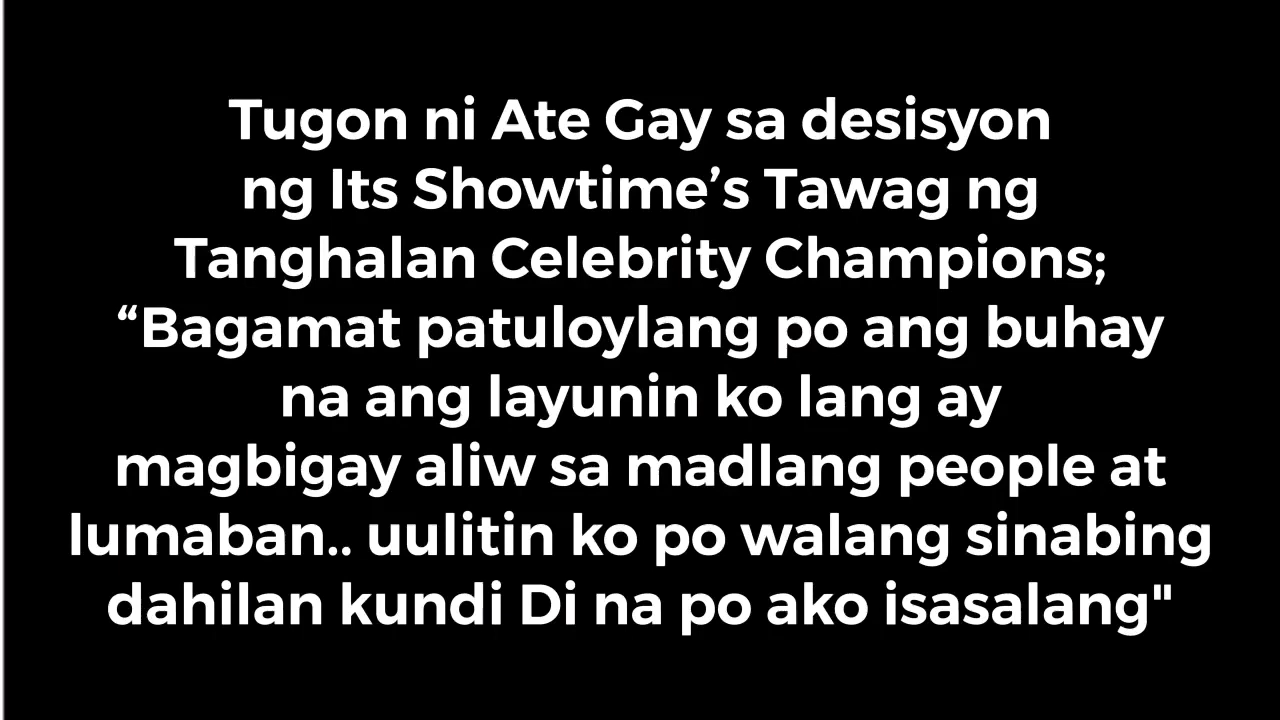 Tugon ni Ate Gay sa desisyon
ng Its Showtime’s Tawag ng
Tanghalan Celebrity Champions;
“Bagamat patuloylang po ang buhay
na ang layunin ko lang ay
magbigay aliw sa madlang people at
lumaban.. uulitin ko po walang sinabing
dahilan kundi Di na po ako isasalang"